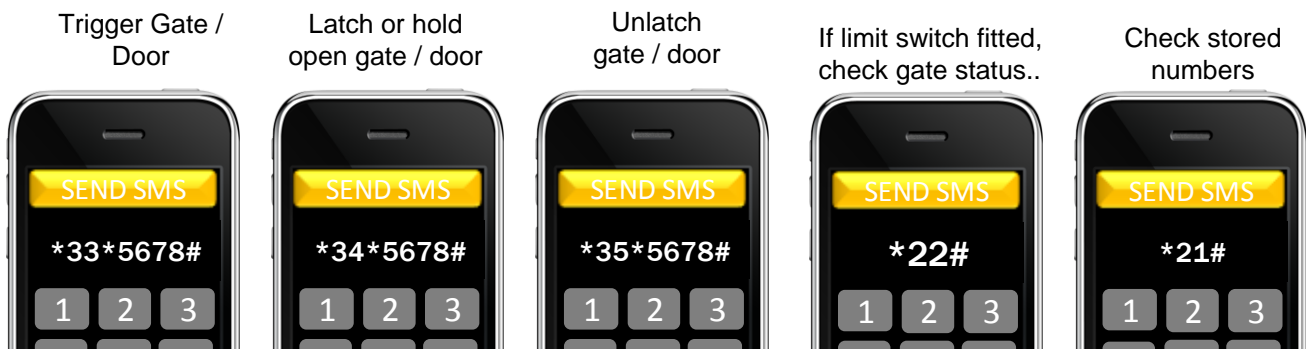 Trigger Gate /
Door
SEND SMS
*33*5678#
1 2 3
Latch or hold
open gate / door
SEND SMS
*34*5678#
1 2 3
Unlatch
gate / door
SEND SMS
*35*5678#
1 2 3
If limit switch fitted,
check gate status..
SEND SMS
*22#
1 2 3
Check stored
numbers
SEND SMS
*21#
1 2 3